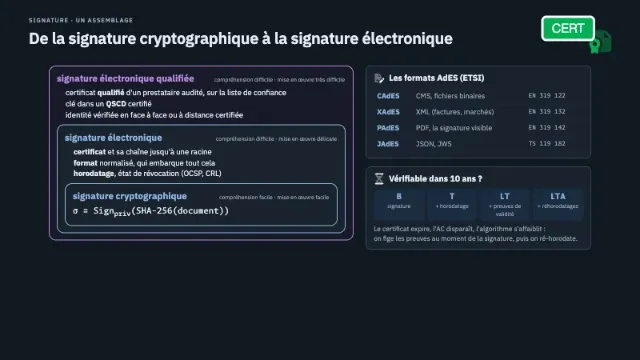 SIGNATURE · UN ASSEMBLAGE
De la signature cryptographique à la signature électronique
CERT
signature électronique qualifiée
compréhension difficile · mise en œuvre très difficile
certificat qualifié d'un prestataire audité, sur la liste de confiance
clé dans un QSCD certifié
identité vérifiée en face à face ou à distance certifiée
signature électronique
compréhension difficile · mise en œuvre délicate
certificat et sa chaîne jusqu'à une racine
format normalisé, qui embarque tout cela
horodatage, état de révocation (OCSP, CRL)
signature cryptographique
compréhension facile · mise en œuvre facile
σ = Signpriv(SHA-256(document))
Les formats AdES (ETSI)
CAdES CMS, fichiers binaires EN 319 122
XAdES XML (factures, marchés) EN 319 132
PAdES PDF, la signature visible EN 319 142
JAdES JSON, JWS TS 119 182
Vérifiable dans 10 ans ?
B T LT LTA
signature + horodatage + preuves de validité + réhorodatages
Le certificat expire, l'AC disparaît, l'algorithme s'affaiblit :
on fige les preuves au moment de la signature, puis on ré-horodate.